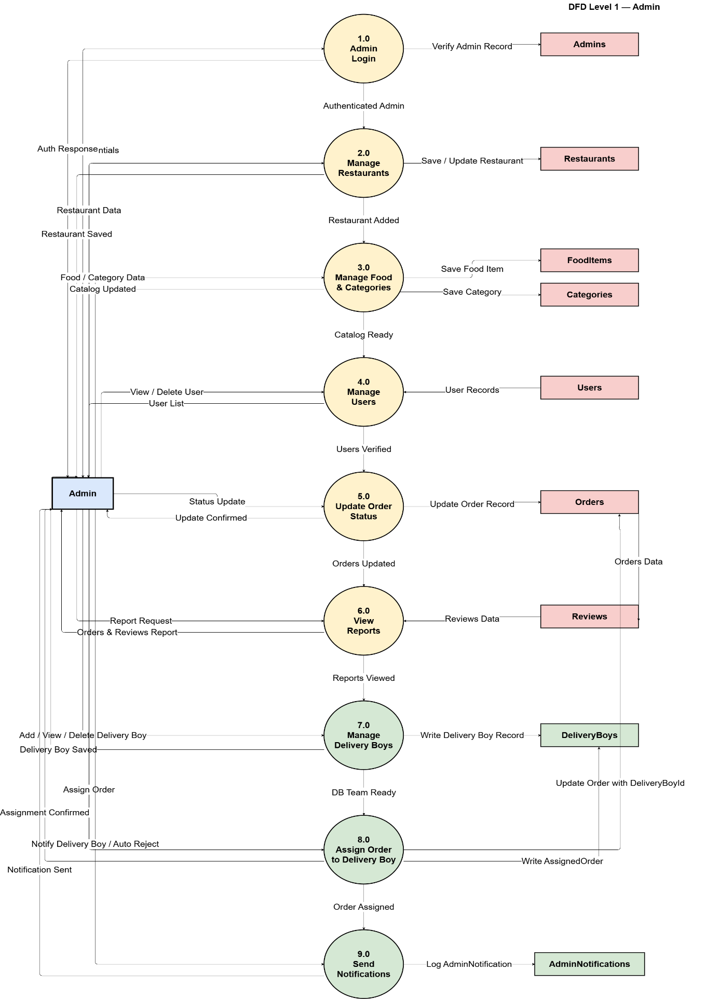 DFD Level 1 — Admin
1.0
Admin
Login
Verify Admin Record
Admins
Authenticated Admin
Auth Response
ntials
2.0
Manage
Restaurants
Save / Update Restaurant
Restaurants
Restaurant Data
Restaurant Added
Restaurant Saved
3.0
Manage Food
& Categories
Food / Category Data
Catalog Updated
Save Food Item
FoodItems
Save Category
Categories
Catalog Ready
4.0
Manage
Users
View / Delete User
User List
User Records
Users
Users Verified
Admin
Status Update
Update Confirmed
5.0
Update Order
Status
Update Order Record
Orders
Orders Updated
Orders Data
6.0
View
Reports
Report Request
Orders & Reviews Report
Reviews Data
Reviews
Reports Viewed
7.0
Manage
Delivery Boys
Add / View / Delete Delivery Boy
Delivery Boy Saved
Write Delivery Boy Record
DeliveryBoys
Update Order with DeliveryBoyId
Assign Order
DB Team Ready
Assignment Confirmed
8.0
Assign Order
to Delivery Boy
Notify Delivery Boy / Auto Reject
Write AssignedOrder
Notification Sent
Order Assigned
9.0
Send
Notifications
Log AdminNotification
AdminNotifications